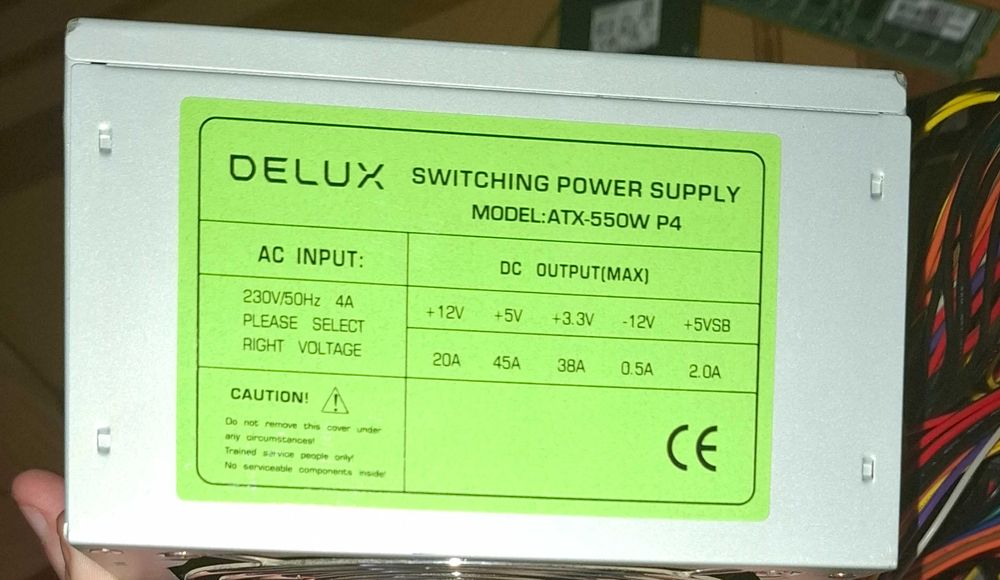 DELUX SWITCHING POWER SUPPLY
MODEL:ATX-550W P4
AC INPUT:
230V/50Hz 4A
PLEASE SELECT
RIGHT VOLTAGE
DC OUTPUT(MAX)
+12V +5V +3.3V -12V +5VSB
20A 45A 38A 0.5A 2.0A
CAUTION!
Do not remove this cover under
any circumstances!
Trained service people only!
No serviceable components inside!
CE